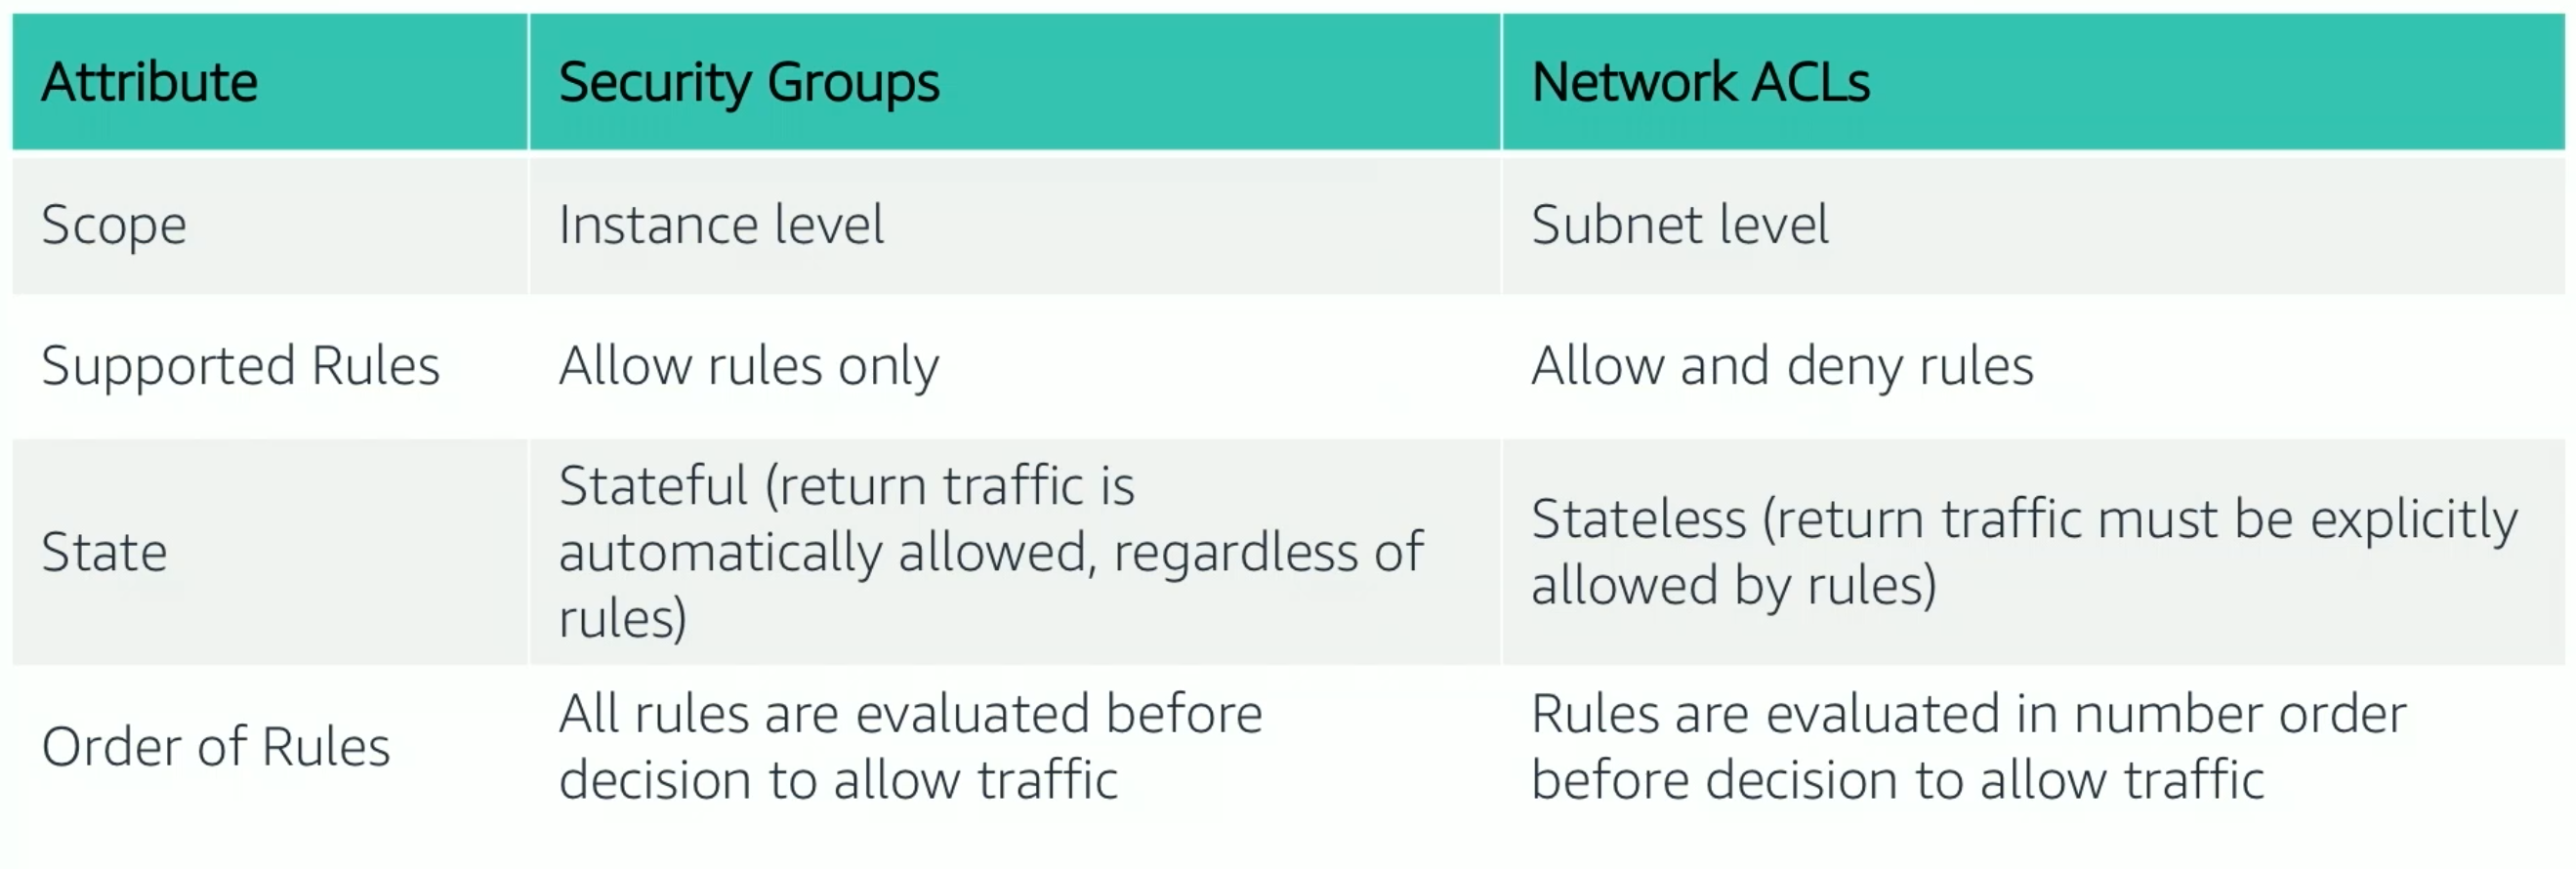 Attribute
Security Groups
Network ACLs
Scope
Instance level
Subnet level
Supported Rules
Allow rules only
Allow and deny rules
State
Stateful (return traffic is
automatically allowed, regardless of
rules)
Stateless (return traffic must be explicitly
allowed by rules)
Order of Rules
All rules are evaluated before
decision to allow traffic
Rules are evaluated in number order
before decision to allow traffic